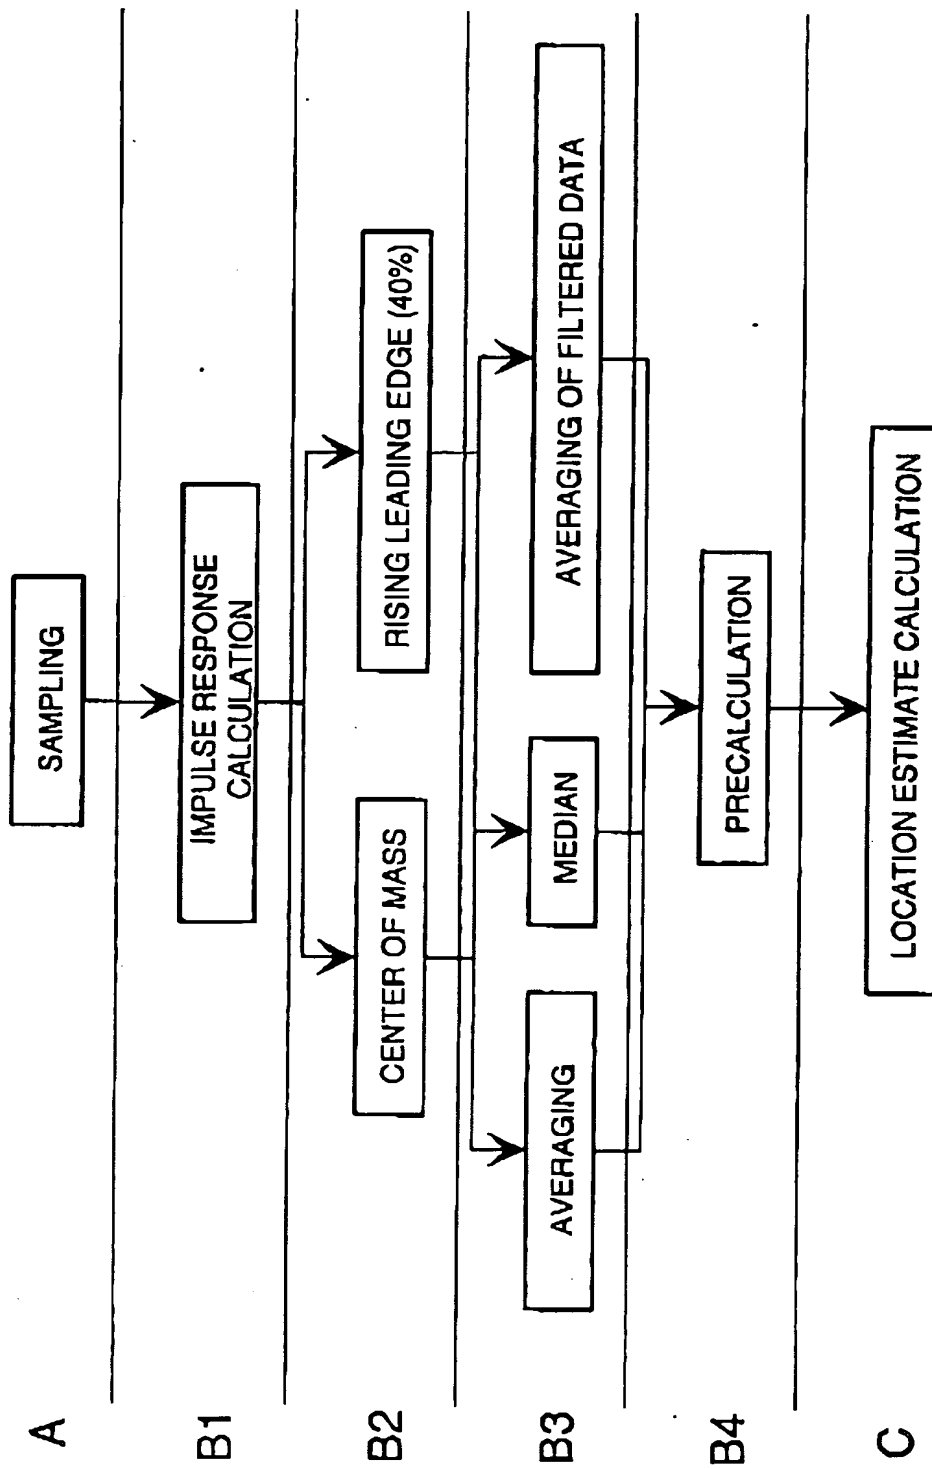 A
SAMPLING
B1
IMPULSE RESPONSE
CALCULATION
B2
CENTER OF MASS
RISING LEADING EDGE (40%)
B3
AVERAGING
MEDIAN
AVERAGING OF FILTERED DATA
B4
PRECALCULATION
C
LOCATION ESTIMATE CALCULATION